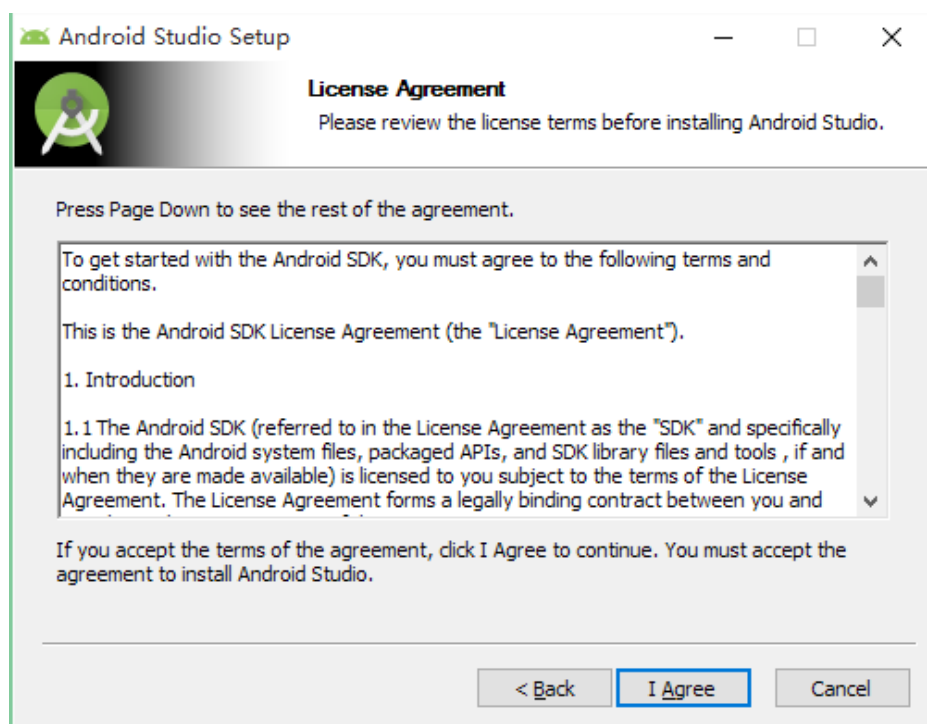 Android Studio Setup
License Agreement
Please review the license terms before installing Android Studio.
Press Page Down to see the rest of the agreement.
To get started with the Android SDK, you must agree to the following terms and
conditions.
This is the Android SDK License Agreement (the "License Agreement").
1. Introduction
1.1 The Android SDK (referred to in the License Agreement as the "SDK" and specifically
including the Android system files, packaged APIs, and SDK library files and tools , if and
when they are made available) is licensed to you subject to the terms of the License
Agreement. The License Agreement forms a legally binding contract between you and
If you accept the terms of the agreement, click I Agree to continue. You must accept the
agreement to install Android Studio.
< Back
I Agree
Cancel